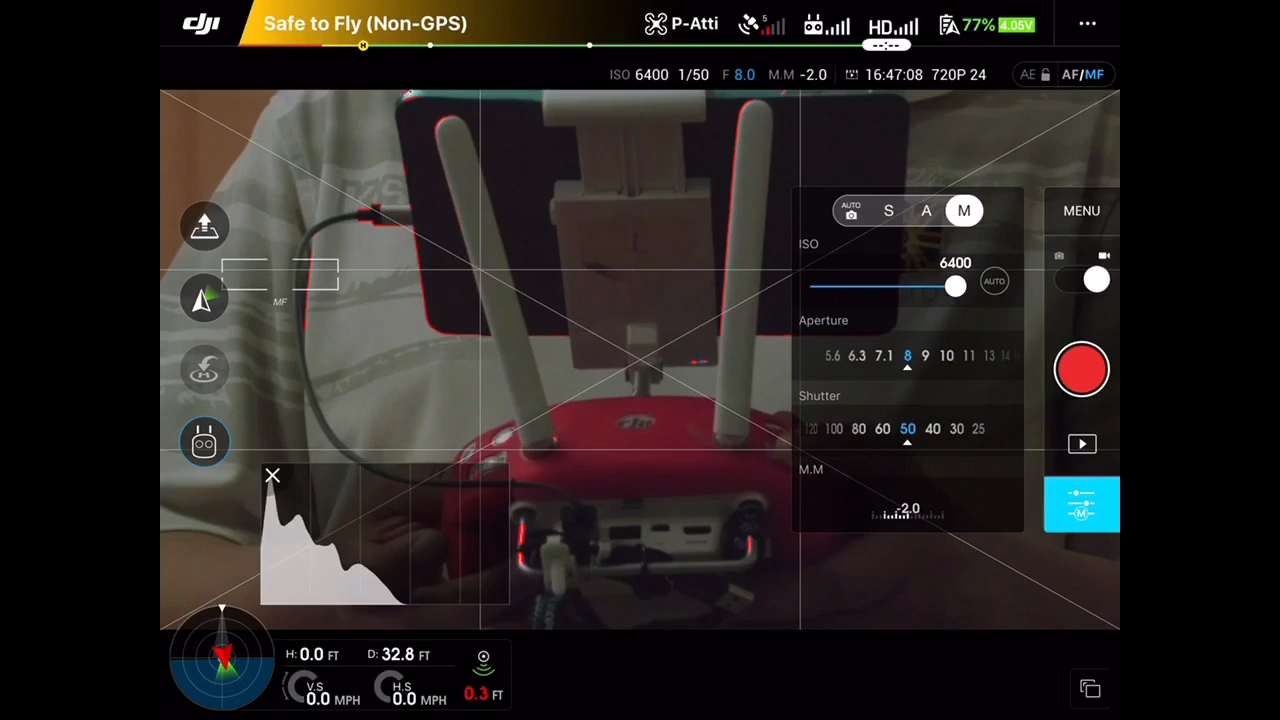 dji Safe to Fly (Non-GPS) P-Atti 5 HD 77% 4.05V
H --:--
ISO 6400 1/50 F 8.0 M.M -2.0 16:47:08 720P 24 AE AF/MF
AUTO S A M MENU
ISO
6400
AUTO
MF
Aperture
5.6 6.3 7.1 8 9 10 11 13 14
Shutter
120 100 80 60 50 40 30 25
dji
M.M
-2.0
M
H: 0.0 FT D: 32.8 FT
V.S 0.0 MPH H.S 0.0 MPH 0.3 FT